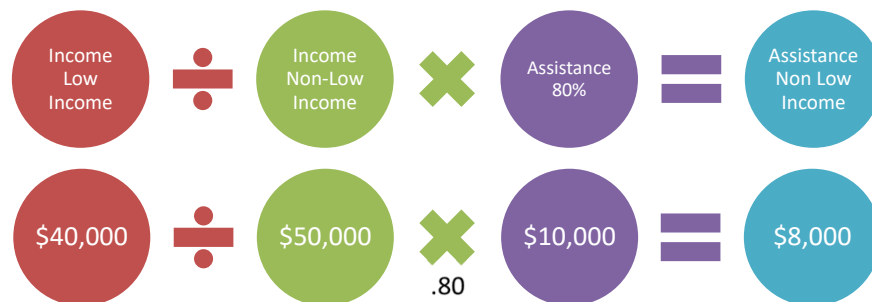 Income
Low
Income
÷
Income
Non-Low
Income
×
Assistance
80%
=
Assistance
Non Low
Income
$40,000
÷
$50,000
×
.80
$10,000
=
$8,000